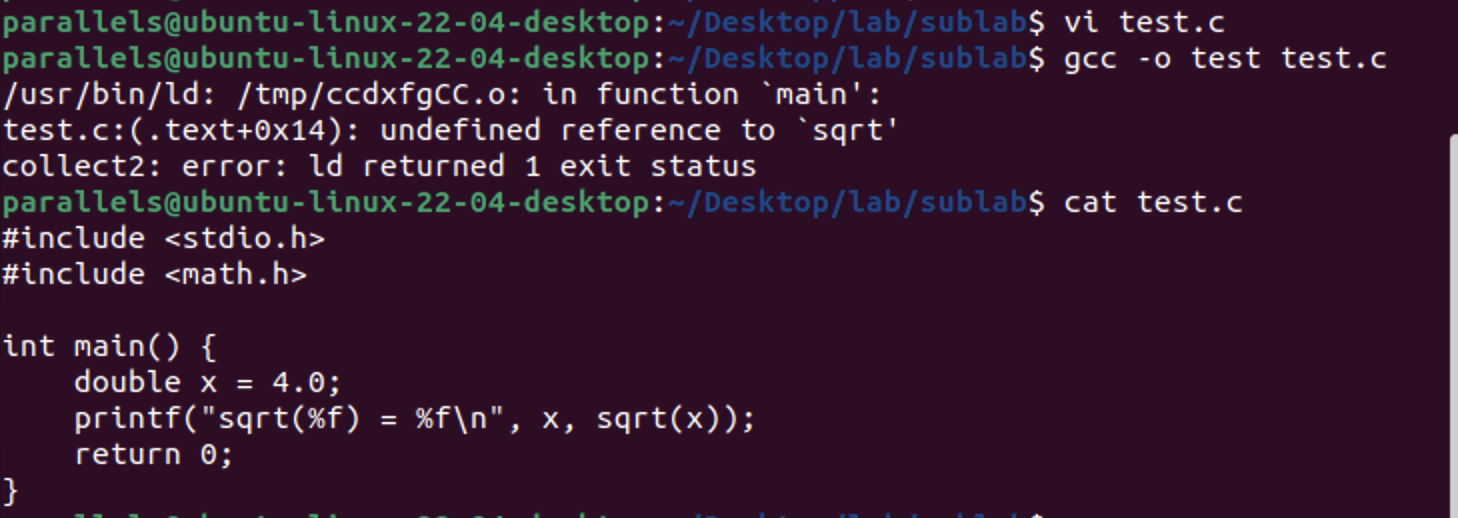 parallels@ubuntu-linux-22-04-desktop:~/Desktop/lab/sublab$ vi test.c
parallels@ubuntu-linux-22-04-desktop:~/Desktop/lab/sublab$ gcc -o test test.c
/usr/bin/ld: /tmp/ccdxfgCC.o: in function `main':
test.c:(.text+0x14): undefined reference to `sqrt'
collect2: error: ld returned 1 exit status
parallels@ubuntu-linux-22-04-desktop:~/Desktop/lab/sublab$ cat test.c
#include <stdio.h>
#include <math.h>

int main() {
    double x = 4.0;
    printf("sqrt(%f) = %f\n", x, sqrt(x));
    return 0;
}